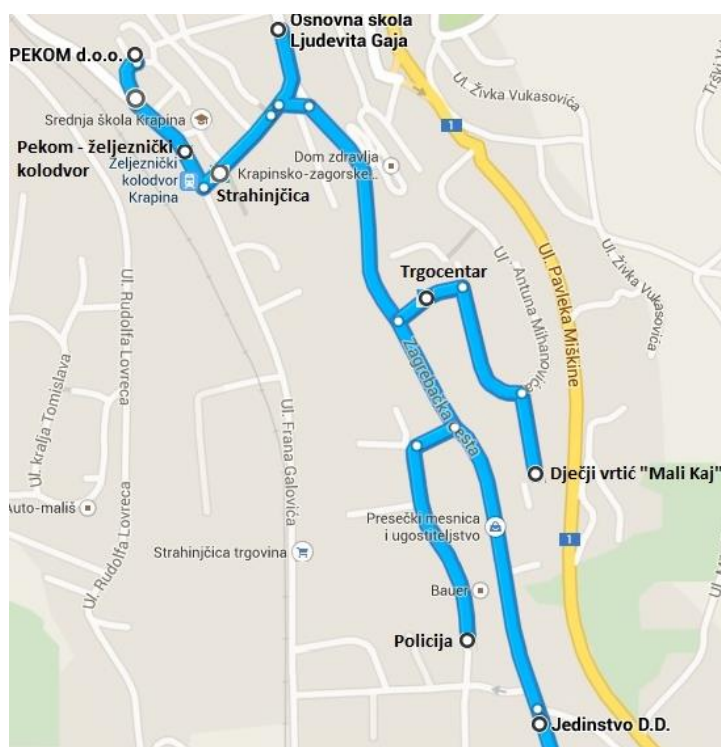 Osnovna škola
Ljudevita Gaja
PEKOM d.o.o.
Ul. Živka Vukasovića
1
Srednja škola Krapina
Pekom - željeznički
kolodvor
Željeznički
kolodvor
Krapina
Dom zdravlja
Krapinsko-zagorske...
Strahinjčica
Ul. Živka Vukasovića
Ul. Pavleka Miškine
Trgocentar
Antuna Mihanovića
Ul. Rudolfa Lovreca
Zagrebačka cesta
Ul. kralja Tomislava
Ul. Frana Galovića
Dječji vrtić "Mali Kaj"
Auto-mališ
Presečki mesnica
i ugostiteljstvo
1
Strahinjčica trgovina
Ul. Rudolfa Lovreca
Bauer
Policija
Jedinstvo D.D.